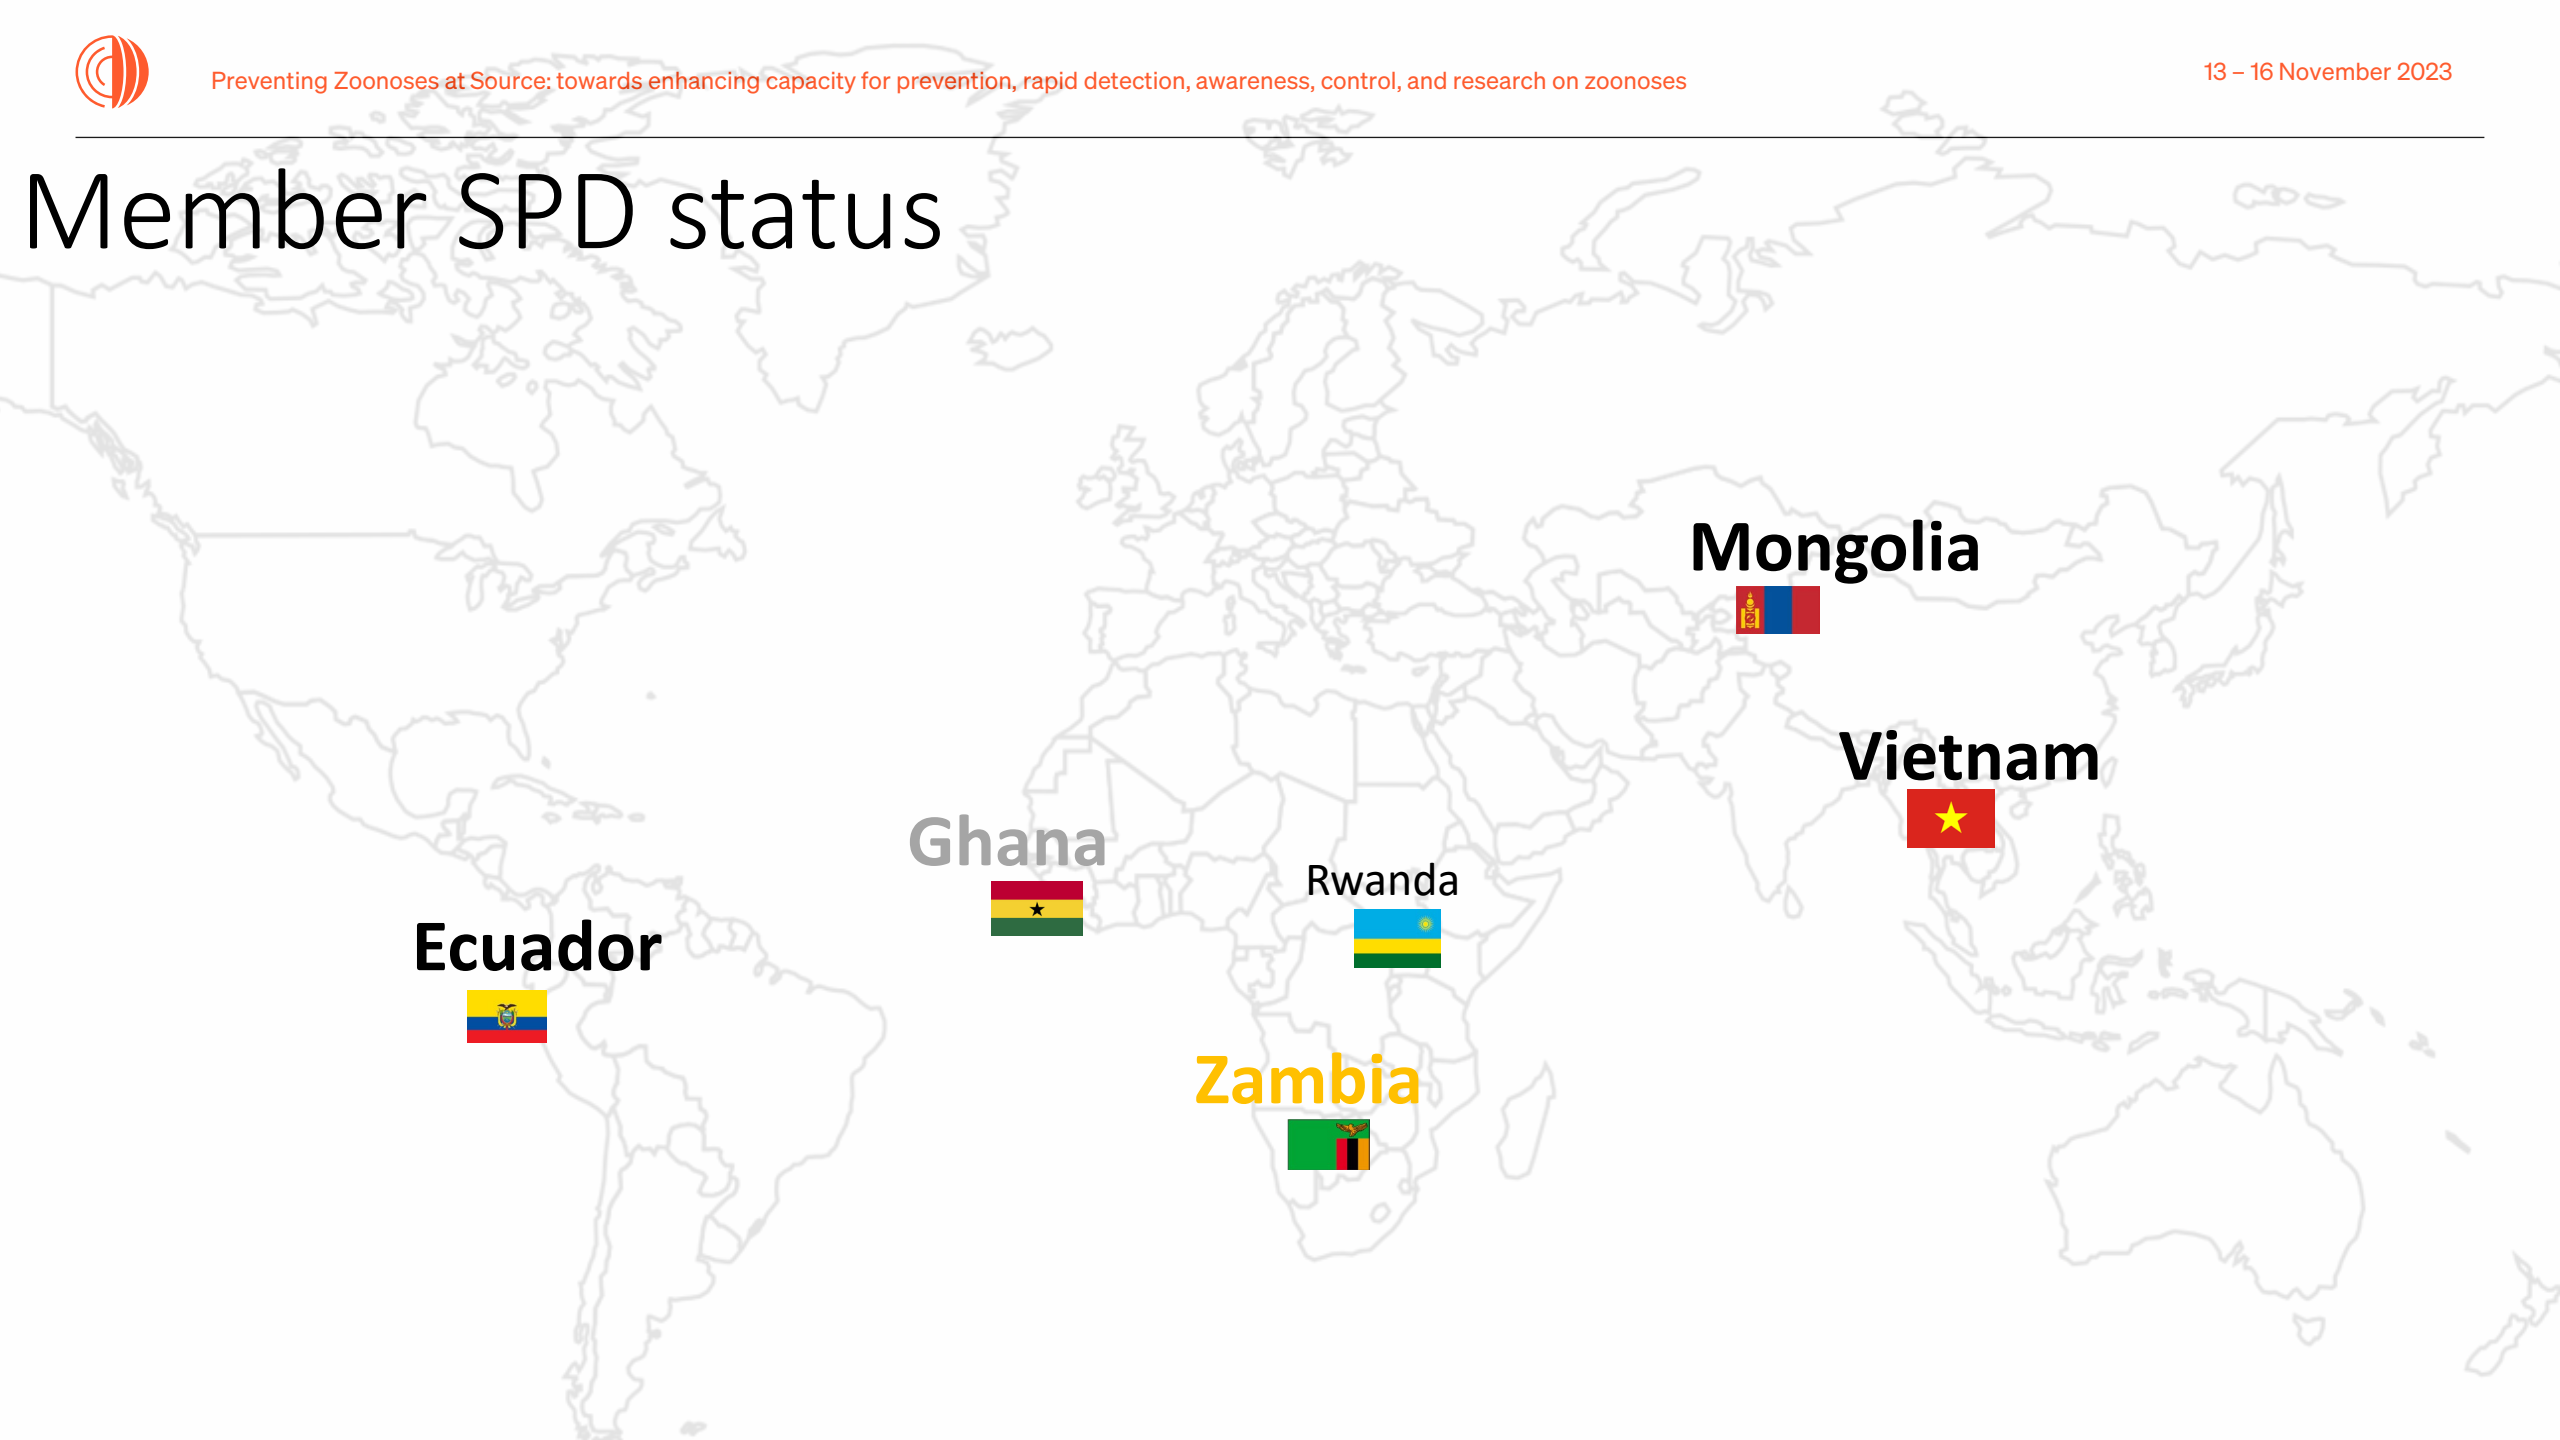 Preventing Zoonoses at Source: towards enhancing capacity for prevention, rapid detection, awareness, control, and research on zoonoses
13 – 16 November 2023
Member SPD status
Mongolia
Vietnam
Ghana
Rwanda
Ecuador
Zambia